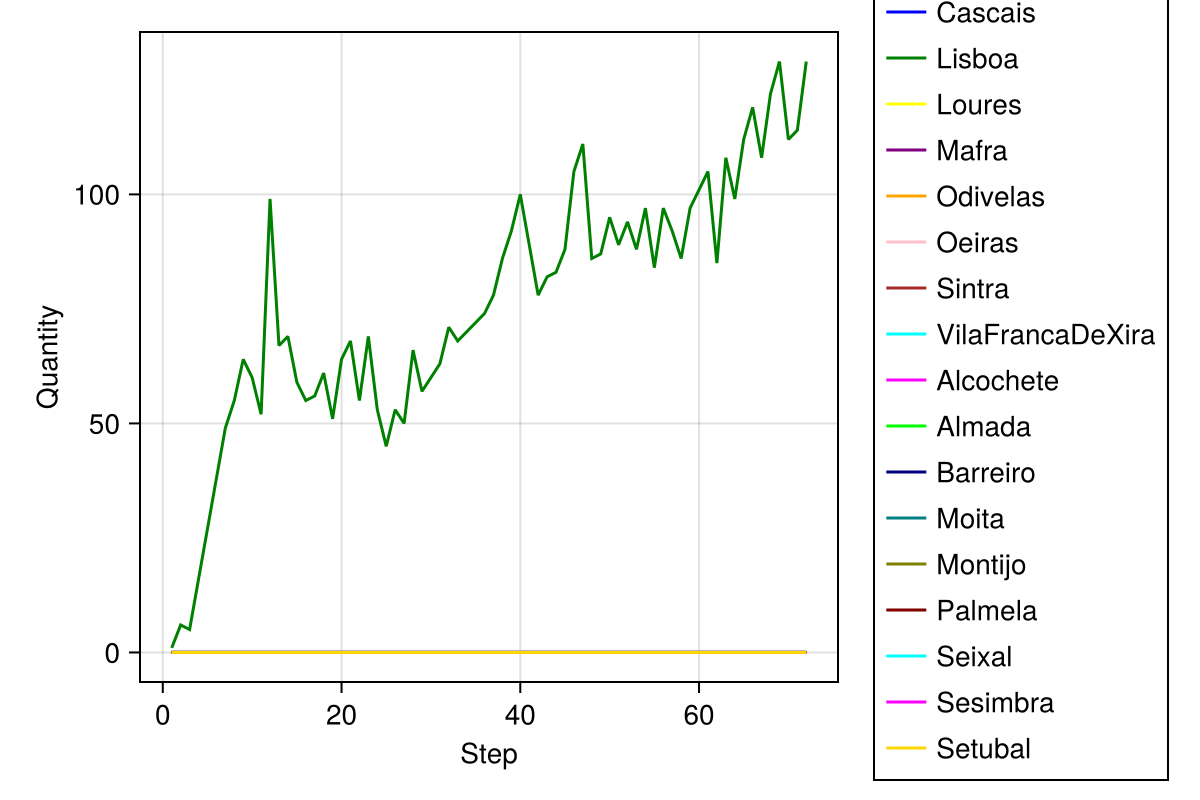 Cascais
Lisboa
Loures
Mafra
Odivelas
Oeiras
Sintra
VilaFrancaDeXira
Alcochete
Almada
Barreiro
Moita
Montijo
Palmela
Seixal
Sesimbra
Setubal
Quantity
100
50
0
0
20
40
60
Step